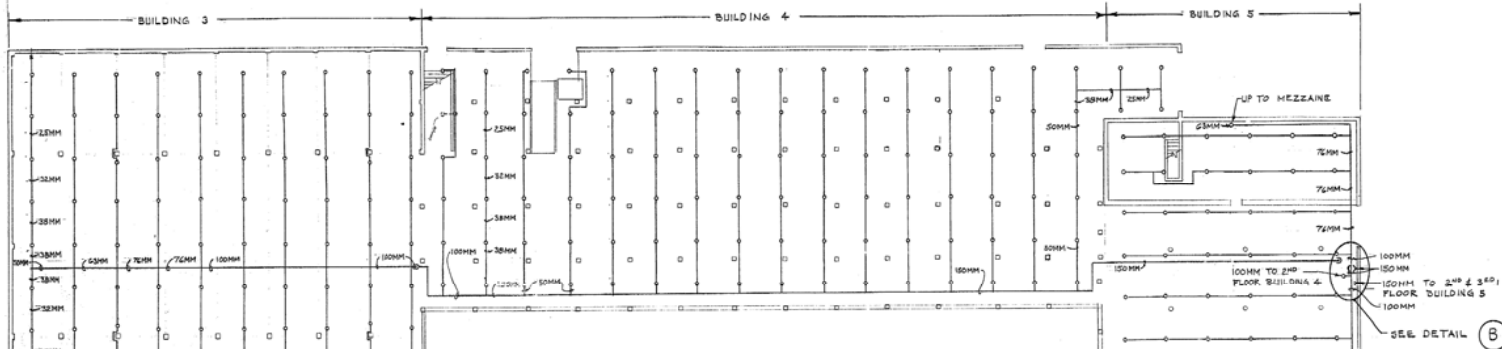 BUILDING 3
BUILDING 4
BUILDING 5
UP TO MEZZAINE
38MM
25MM
63MM
25MM
25MM
50MM
76MM
32MM
32MM
76MM
38MM
38MM
76MM
38MM
38MM
50MM
63MM
76MM
76MM
100MM
100MM
100MM
150MM
150MM
100MM
150MM
100MM TO 2ND
FLOOR BUILDING 4
150MM TO 2ND & 3RD
FLOOR BUILDING 5
100MM
38MM
50MM
32MM
SEE DETAIL B